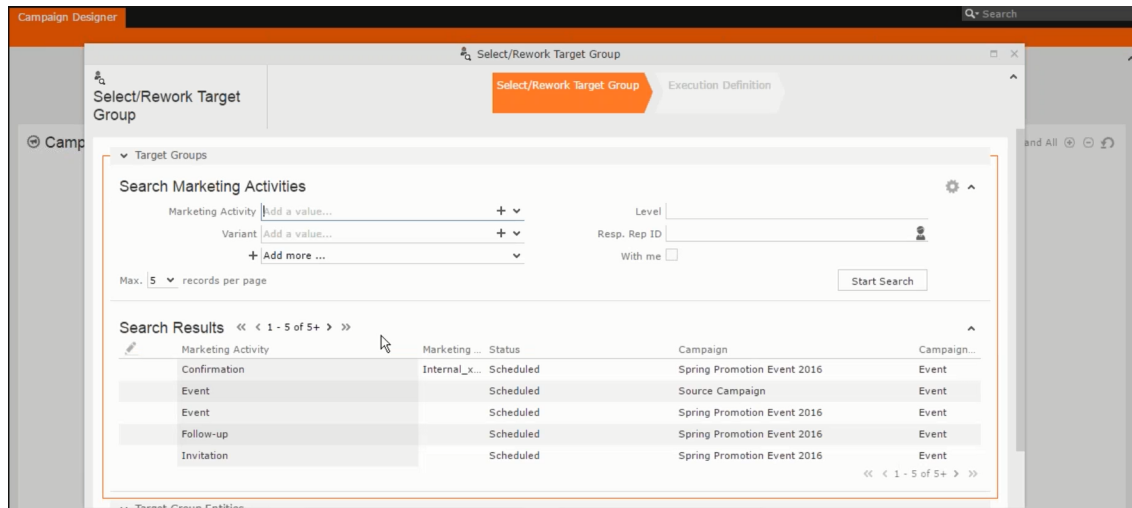 Campaign Designer
Search
Select/Rework Target Group
Select/Rework Target
Group
Select/Rework Target Group
Execution Definition
Camp
and All
Target Groups
Search Marketing Activities
Marketing Activity Add a value...
Level
Variant Add a value...
Resp. Rep ID
+ Add more ...
With me
Max. 5 records per page
Start Search
Search Results « < 1 - 5 of 5+ > »
Marketing Activity Marketing ... Status Campaign Campaign...
Confirmation Internal_x... Scheduled Spring Promotion Event 2016 Event
Event Scheduled Source Campaign Event
Event Scheduled Spring Promotion Event 2016 Event
Follow-up Scheduled Spring Promotion Event 2016 Event
Invitation Scheduled Spring Promotion Event 2016 Event
« < 1 - 5 of 5+ > »
Target Group Entities